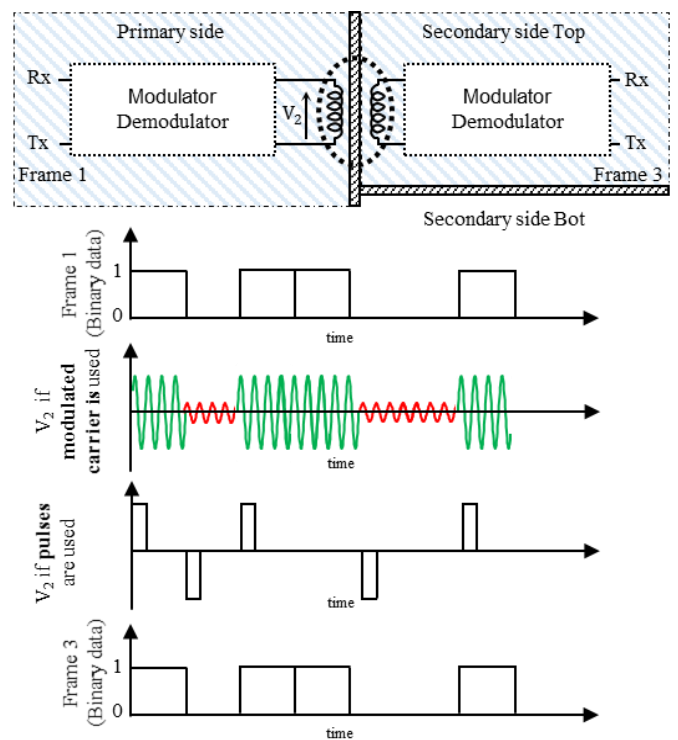 Primary side
Secondary side Top
Rx
Modulator
Demodulator
Tx
V2
Frame 1
Modulator
Demodulator
Rx
Tx
Frame 3
Secondary side Bot
Frame 1
(Binary data)
1
0
time
V2 if
modulated
carrier is used
time
V2 if pulses
are used
time
Frame 3
(Binary data)
1
0
time